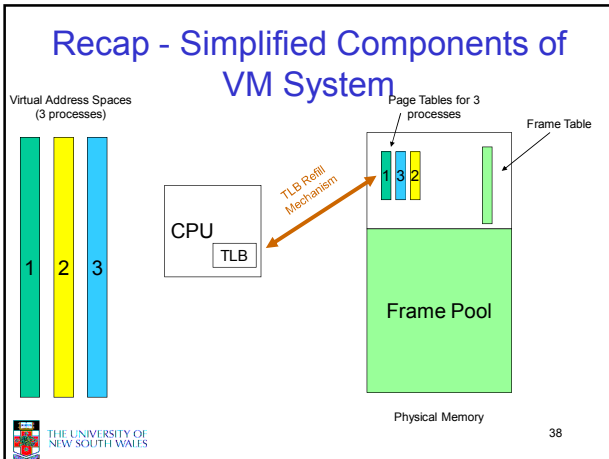 Recap - Simplified Components of
VM System
Virtual Address Spaces
(3 processes)
Page Tables for 3
processes
Frame Table
1
2
3
CPU
TLB
TLB Refill
Mechanism
1
3
2
Frame Pool
Physical Memory
THE UNIVERSITY OF
NEW SOUTH WALES
38